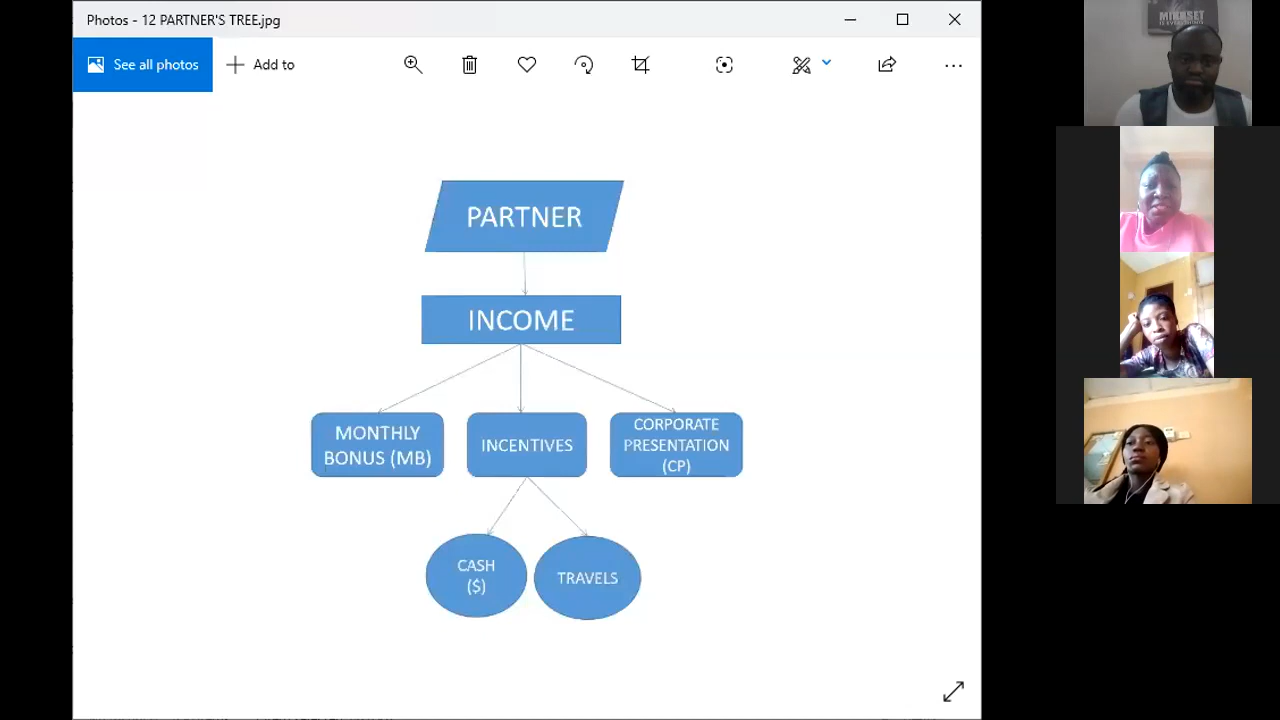 Photos - 12 PARTNER'S TREE.jpg
See all photos
Add to
PARTNER
INCOME
MONTHLY
BONUS (MB)
INCENTIVES
CORPORATE
PRESENTATION
(CP)
CASH
($)
TRAVELS
MINDSET